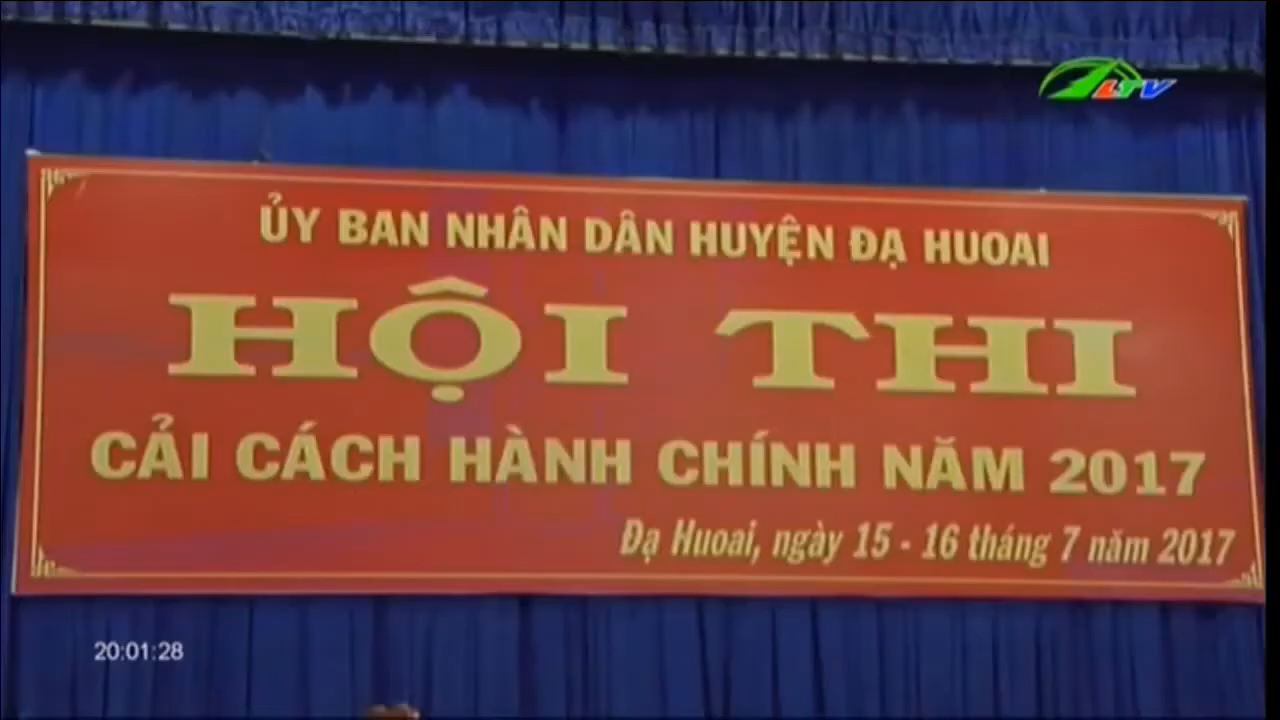 LTV
ỦY BAN NHÂN DÂN HUYỆN ĐẠ HUOAI
HỘI THI
CẢI CÁCH HÀNH CHÍNH NĂM 2017
Đạ Huoai, ngày 15 - 16 tháng 7 năm 2017
20:01:28